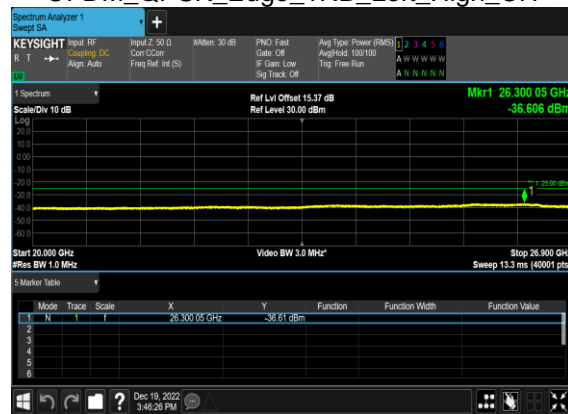 Spectrum Analyzer 1
Swept SA
+
KEYSIGHT Input: RF
R T Coupling: DC
Align: Auto
LU
Input Z: 50 Ω
Corr CCorr
Freq Ref: Int (S)
#Atten: 30 dB
PNO: Fast
Gate: Off
IF Gain: Low
Sig Track: Off
Avg Type: Power (RMS)
Avg|Hold: 100/100
Trig: Free Run
1 2 3 4 5 6
A W W W W W
A N N N N N
1 Spectrum
Scale/Div 10 dB
Ref Lvl Offset 15.37 dB
Ref Level 30.00 dBm
Mkr1 26.300 05 GHz
-36.606 dBm
Log
20.0
10.0
0.00
-10.0
-20.0
-30.0
-40.0
-50.0
-60.0
1
Start 20.000 GHz
#Res BW 1.0 MHz
Video BW 3.0 MHz*
Stop 26.900 GHz
Sweep 13.3 ms (40001 pts)
5 Marker Table
Mode Trace Scale X Y Function Function Width Function Value
1 N 1 f 26.300 05 GHz -36.61 dBm
2
3
4
5
6
?
Dec 19, 2022
3:46:26 PM